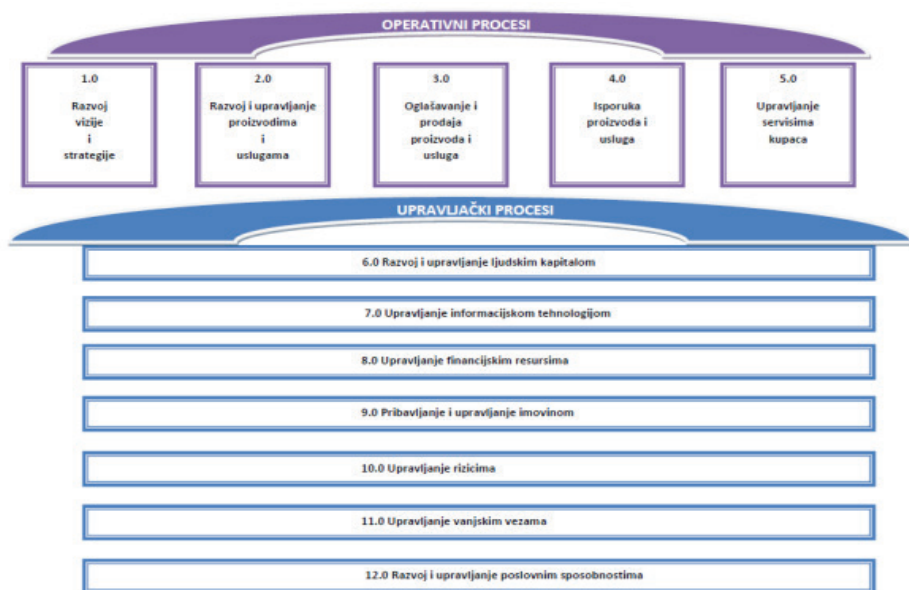 OPERATIVNI PROCESI
1.0
Razvoj
vizije
i
strategije
2.0
Razvoj i upravljanje
proizvodima
i
uslugama
3.0
Oglašavanje i
prodaja
proizvoda i
usluga
4.0
Isporuka
proizvoda i
usluga
5.0
Upravljanje
servisima
kupaca
UPRAVLJAČKI PROCESI
6.0 Razvoj i upravljanje ljudskim kapitalom
7.0 Upravljanje informacijskom tehnologijom
8.0 Upravljanje financijskim resursima
9.0 Pribavljanje i upravljanje imovinom
10.0 Upravljanje rizicima
11.0 Upravljanje vanjskim vezama
12.0 Razvoj i upravljanje poslovnim sposobnostima